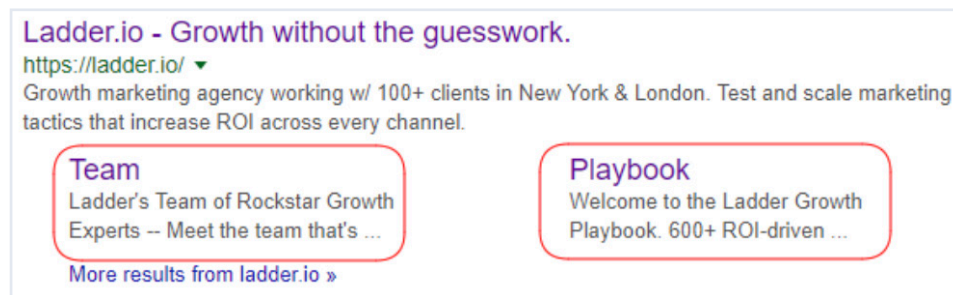 Ladder.io - Growth without the guesswork.
https://ladder.io/
Growth marketing agency working w/ 100+ clients in New York & London. Test and scale marketing
tactics that increase ROI across every channel.
Team
Ladder's Team of Rockstar Growth
Experts -- Meet the team that's ...
Playbook
Welcome to the Ladder Growth
Playbook. 600+ ROI-driven ...
More results from ladder.io »